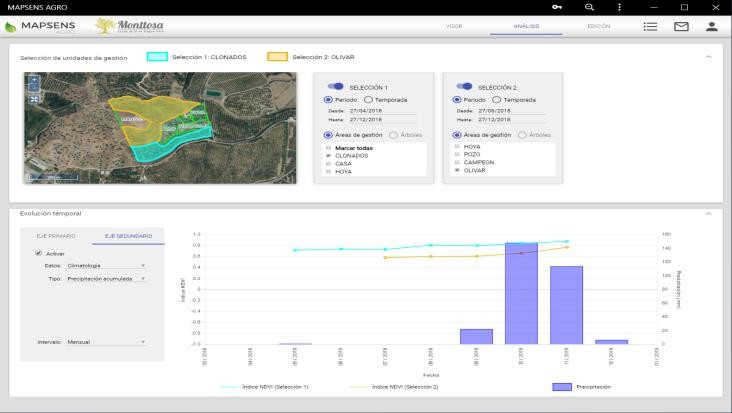 MAPSENS AGRO
MAPSENS
AGRO
Monttosa
VISOR
ANÁLISIS
EDICIÓN
Selección de unidades de gestión
Selección 1: CLONADOS
Selección 2: OLIVAR
SELECCIÓN 1
Periodo
Temporada
Desde: 27/04/2018
Hasta: 27/12/2018
Áreas de gestión
Árboles
Marcar todas
CLONADOS
CASA
HOYA
SELECCIÓN 2
Periodo
Temporada
Desde: 27/06/2018
Hasta: 27/12/2018
Áreas de gestión
Árboles
HOYA
POZO
CAMPEON
OLIVAR
Evolución temporal
EJE PRIMARIO
EJE SECUNDARIO
Activar
Datos: Climatología
Tipo: Precipitación acumulada
Intervalo: Mensual
Índice NDVI
1.0
0.8
0.6
0.4
0.2
0
-0.2
-0.4
-0.6
-0.8
-1.0
160
140
120
100
80
60
40
20
0
Precipitación (mm)
03/2018
04/2018
05/2018
06/2018
07/2018
08/2018
09/2018
10/2018
11/2018
12/2018
01/2019
Fecha
Índice NDVI (Selección 1)
Índice NDVI (Selección 2)
Precipitación